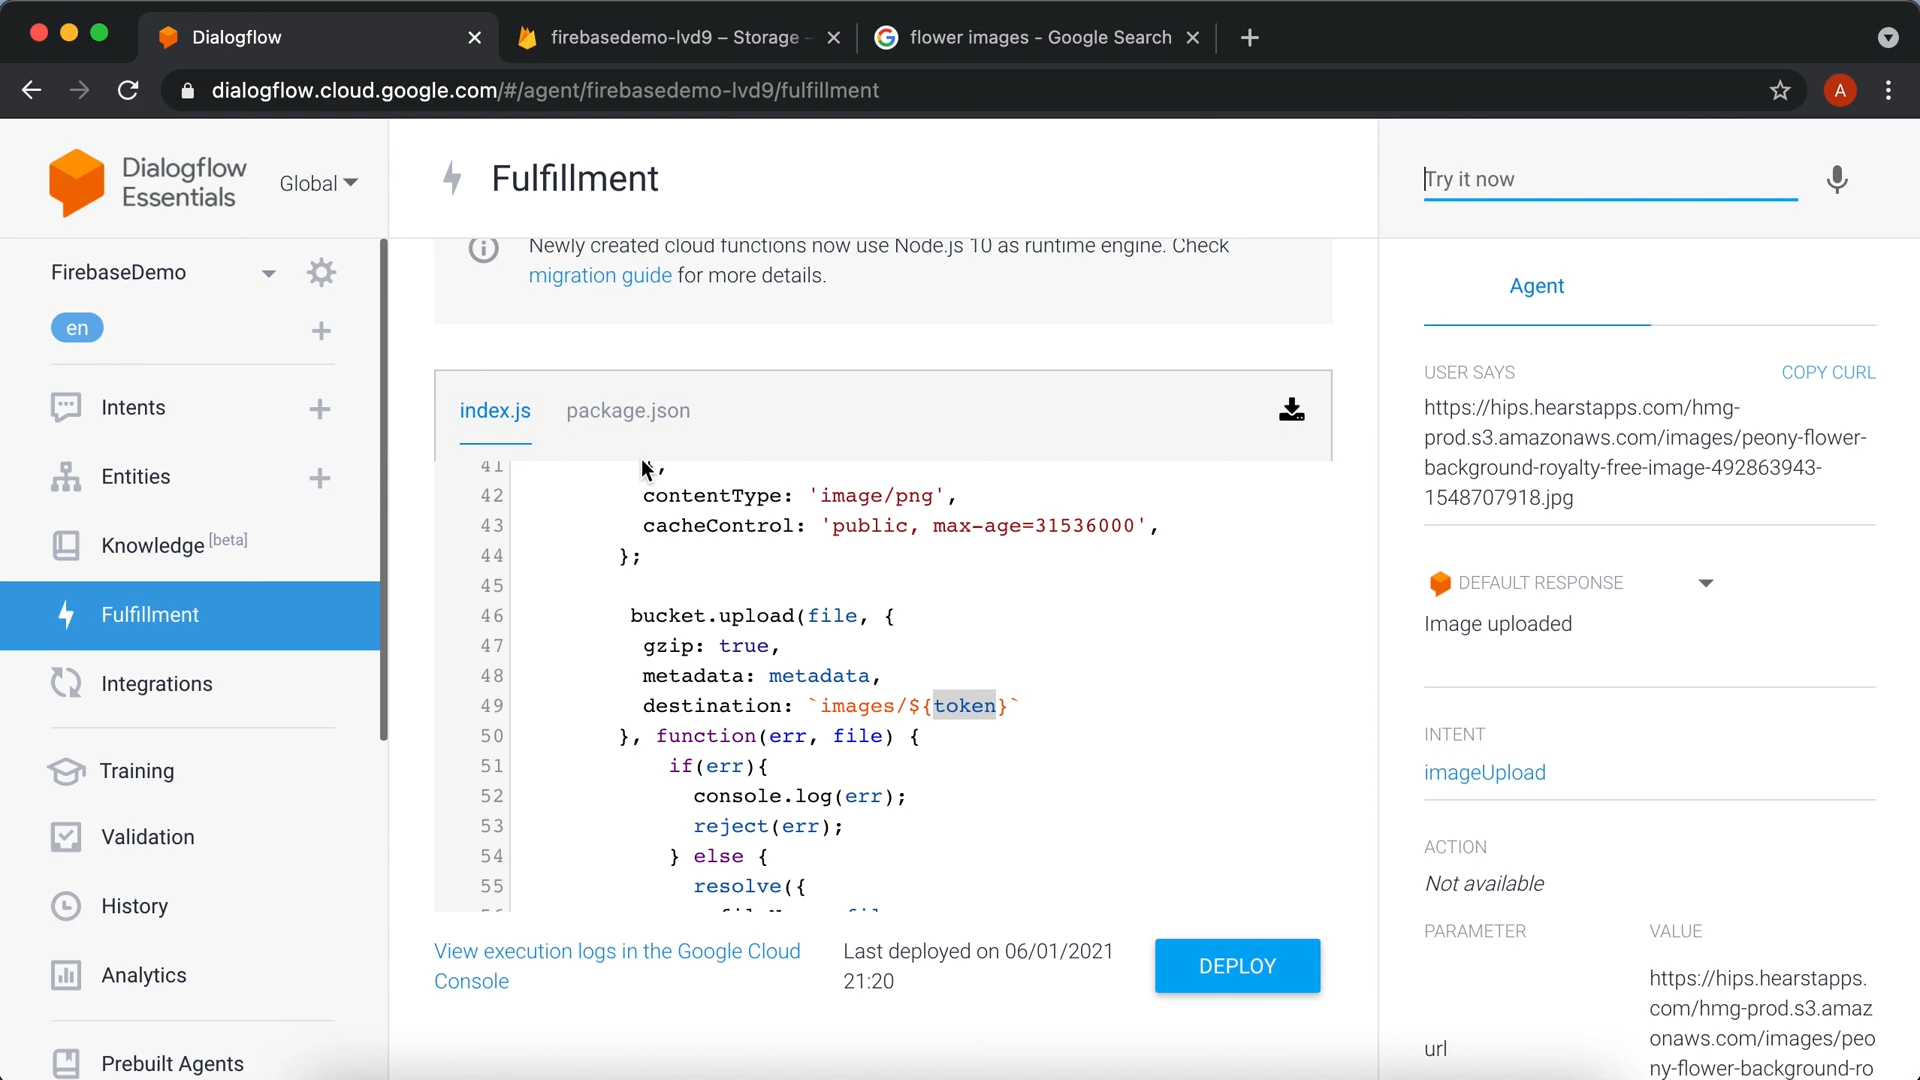 Dialogflow
firebasedemo-lvd9 – Storage -
flower images - Google Search
dialogflow.cloud.google.com/#/agent/firebasedemo-lvd9/fulfillment
A
Dialogflow
Essentials
Global
Fulfillment
Try it now
FirebaseDemo
en
Intents
Entities
Knowledge [beta]
Fulfillment
Integrations
Training
Validation
History
Analytics
Prebuilt Agents
Newly created cloud functions now use Node.js 10 as runtime engine. Check
migration guide for more details.
index.js
package.json
41 },
42 contentType: 'image/png',
43 cacheControl: 'public, max-age=31536000',
44 };
45
46 bucket.upload(file, {
47 gzip: true,
48 metadata: metadata,
49 destination: `images/${token}`
50 }, function(err, file) {
51 if(err){
52 console.log(err);
53 reject(err);
54 } else {
55 resolve({
View execution logs in the Google Cloud
Console
Last deployed on 06/01/2021
21:20
DEPLOY
Agent
USER SAYS
COPY CURL
https://hips.hearstapps.com/hmg-
prod.s3.amazonaws.com/images/peony-flower-
background-royalty-free-image-492863943-
1548707918.jpg
DEFAULT RESPONSE
Image uploaded
INTENT
imageUpload
ACTION
Not available
PARAMETER
VALUE
url
https://hips.hearstapps.
com/hmg-prod.s3.amaz
onaws.com/images/peo
ny-flower-background-ro